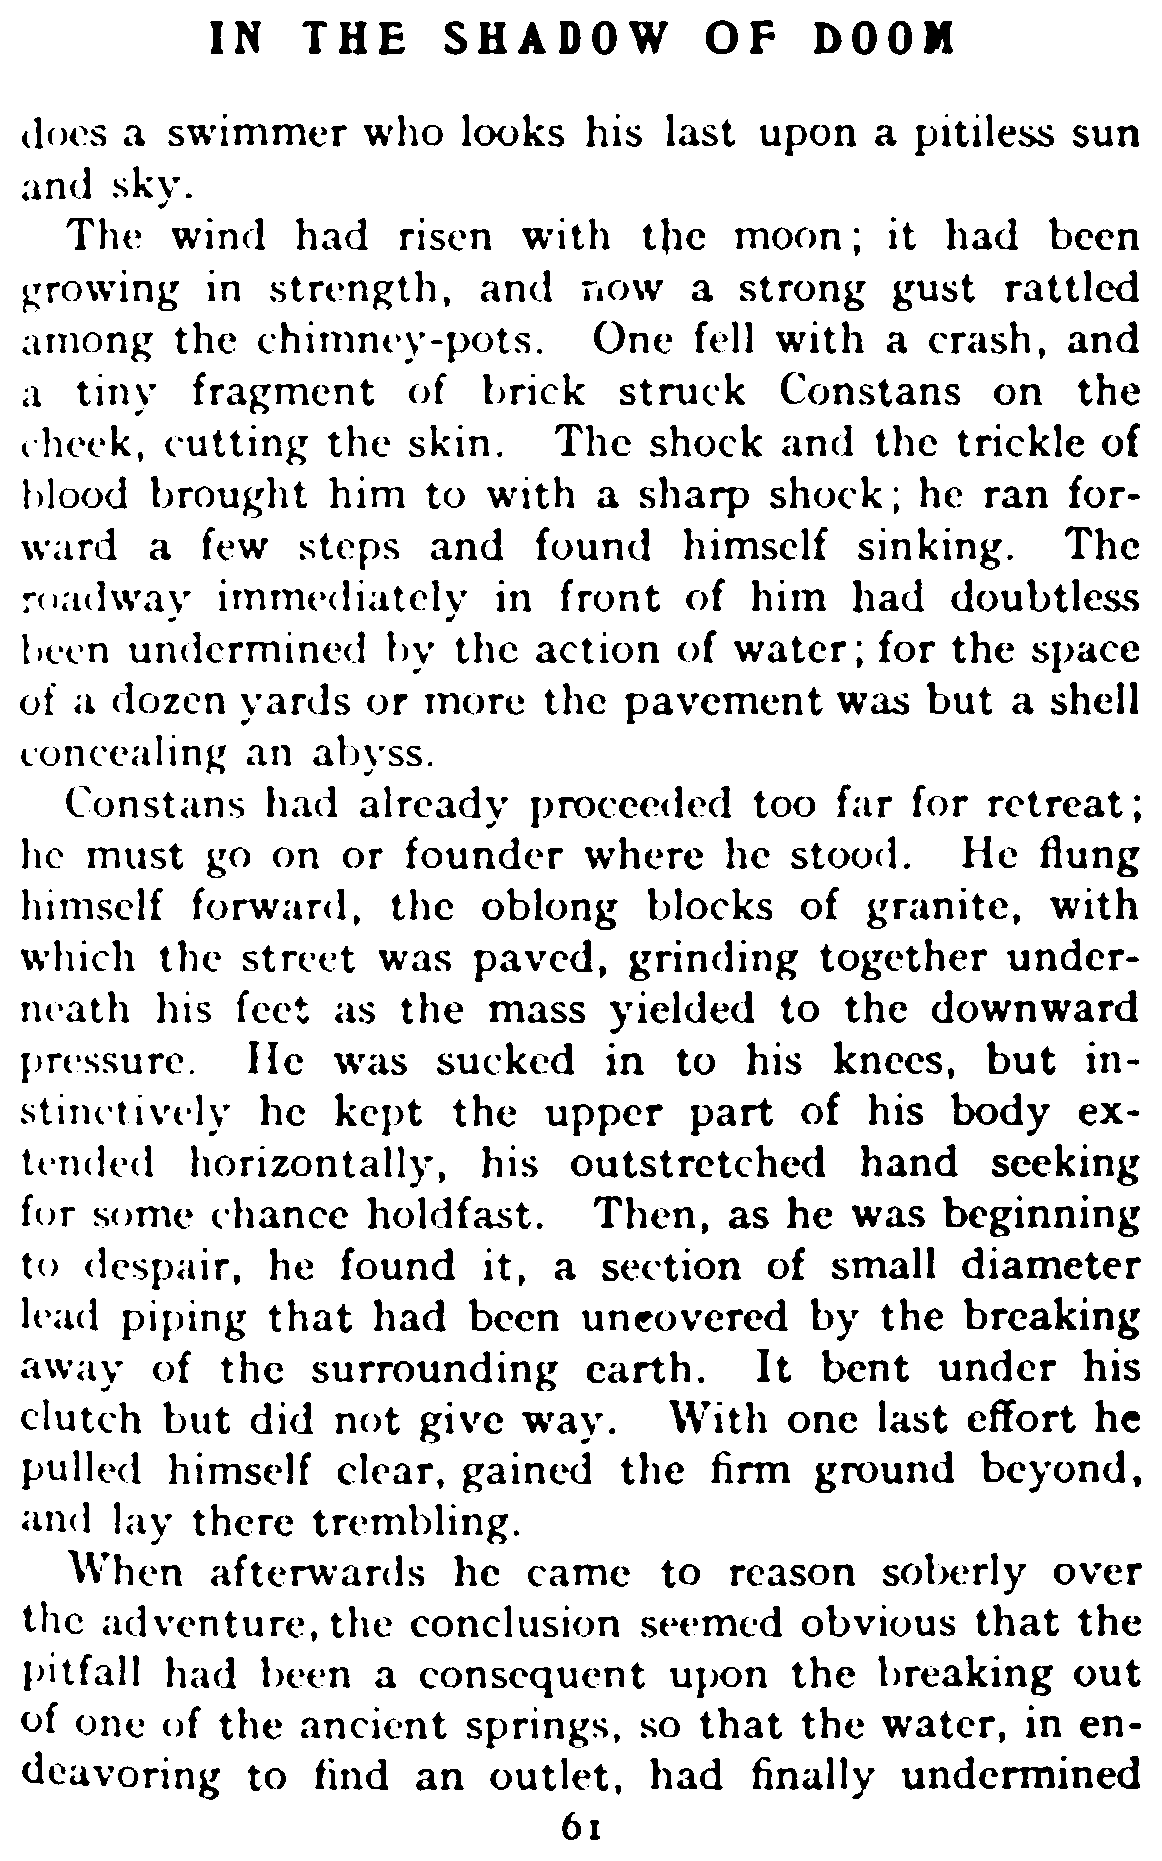 IN THE SHADOW OF DOOM
does a swimmer who looks his last upon a pitiless sun
and sky.
The wind had risen with the moon; it had been
growing in strength, and now a strong gust rattled
among the chimney-pots. One fell with a crash, and
a tiny fragment of brick struck Constans on the
cheek, cutting the skin. The shock and the trickle of
blood brought him to with a sharp shock; he ran for-
ward a few steps and found himself sinking. The
roadway immediately in front of him had doubtless
been undermined by the action of water; for the space
of a dozen yards or more the pavement was but a shell
concealing an abyss.
Constans had already proceeded too far for retreat;
he must go on or founder where he stood. He flung
himself forward, the oblong blocks of granite, with
which the street was paved, grinding together under-
neath his feet as the mass yielded to the downward
pressure. He was sucked in to his knees, but in-
stinctively he kept the upper part of his body ex-
tended horizontally, his outstretched hand seeking
for some chance holdfast. Then, as he was beginning
to despair, he found it, a section of small diameter
lead piping that had been uncovered by the breaking
away of the surrounding earth. It bent under his
clutch but did not give way. With one last effort he
pulled himself clear, gained the firm ground beyond,
and lay there trembling.
When afterwards he came to reason soberly over
the adventure, the conclusion seemed obvious that the
pitfall had been a consequent upon the breaking out
of one of the ancient springs, so that the water, in en-
deavoring to find an outlet, had finally undermined
61